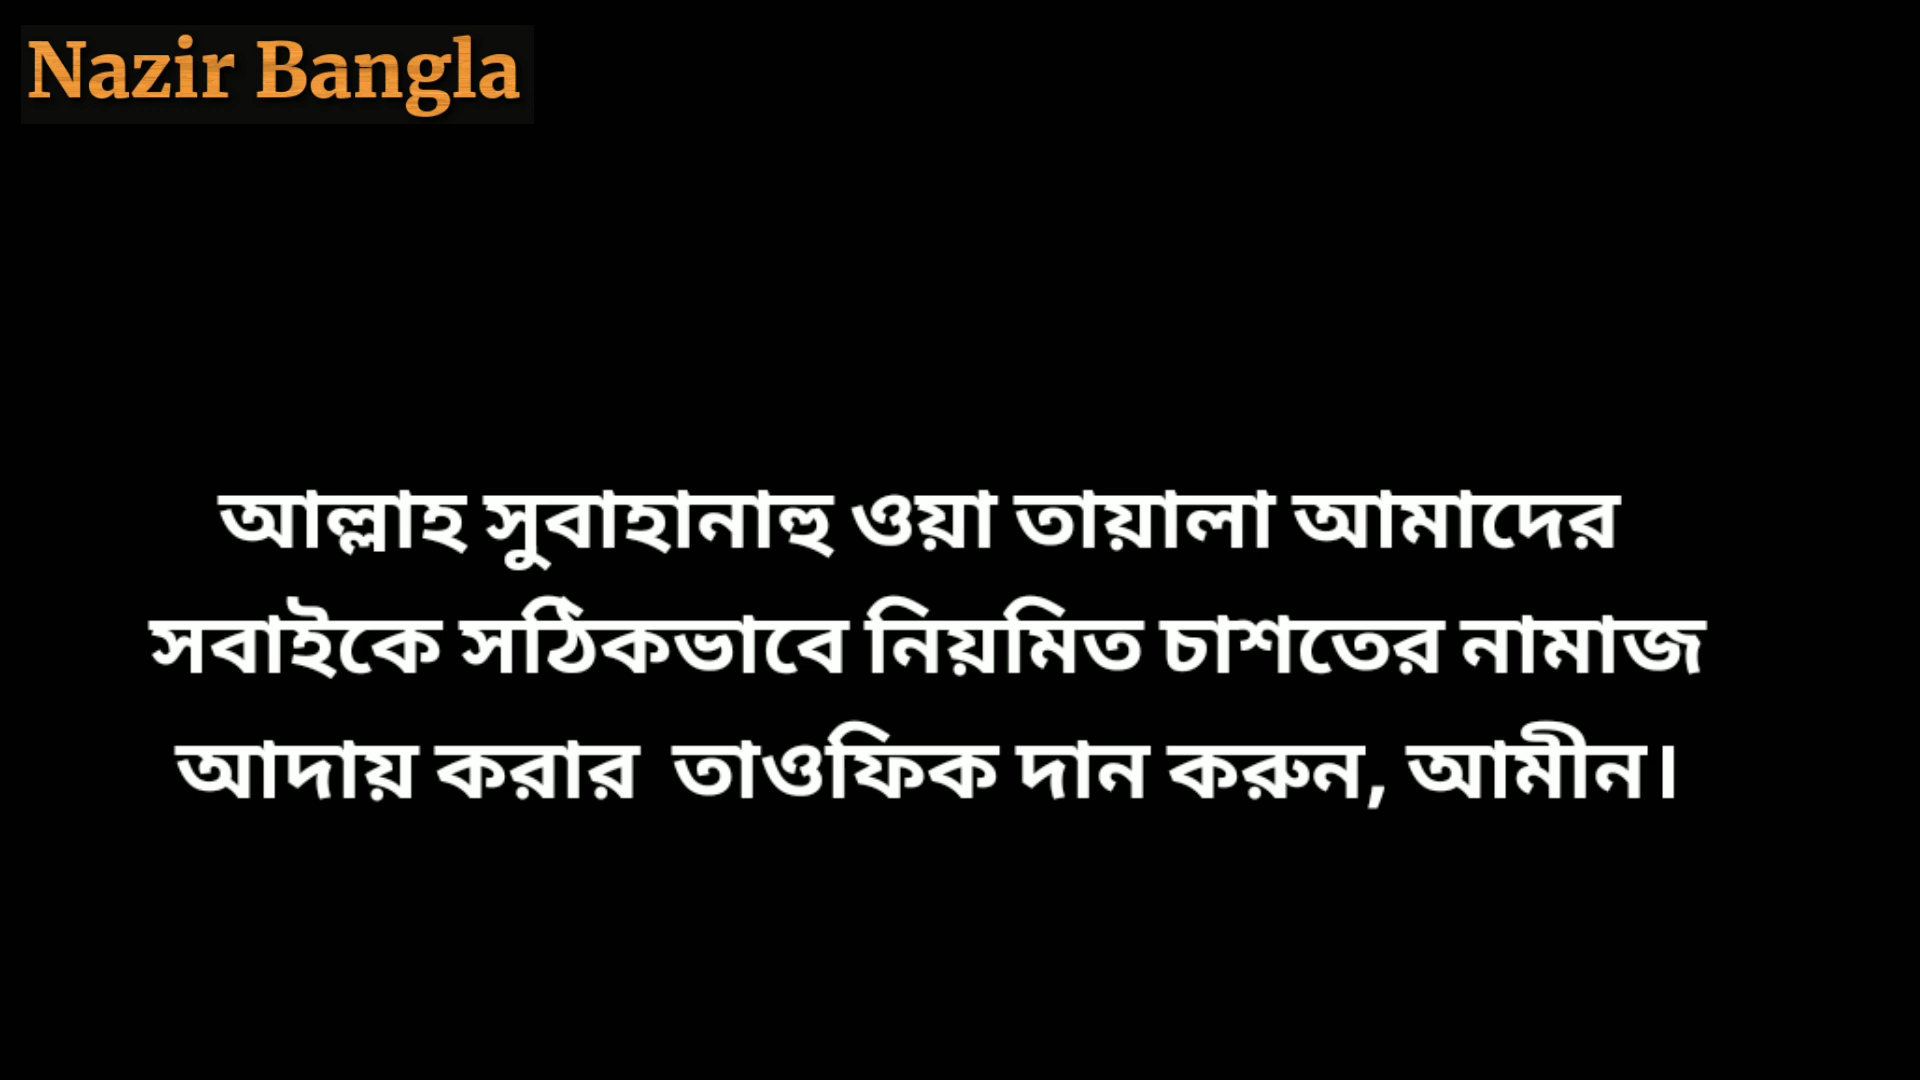 Nazir Bangla
আল্লাহ সুবাহানাহু ওয়া তায়ালা আমাদের
সবাইকে সঠিকভাবে নিয়মিত চাশতের নামাজ
আদায় করার তাওফিক দান করুন, আমীন।